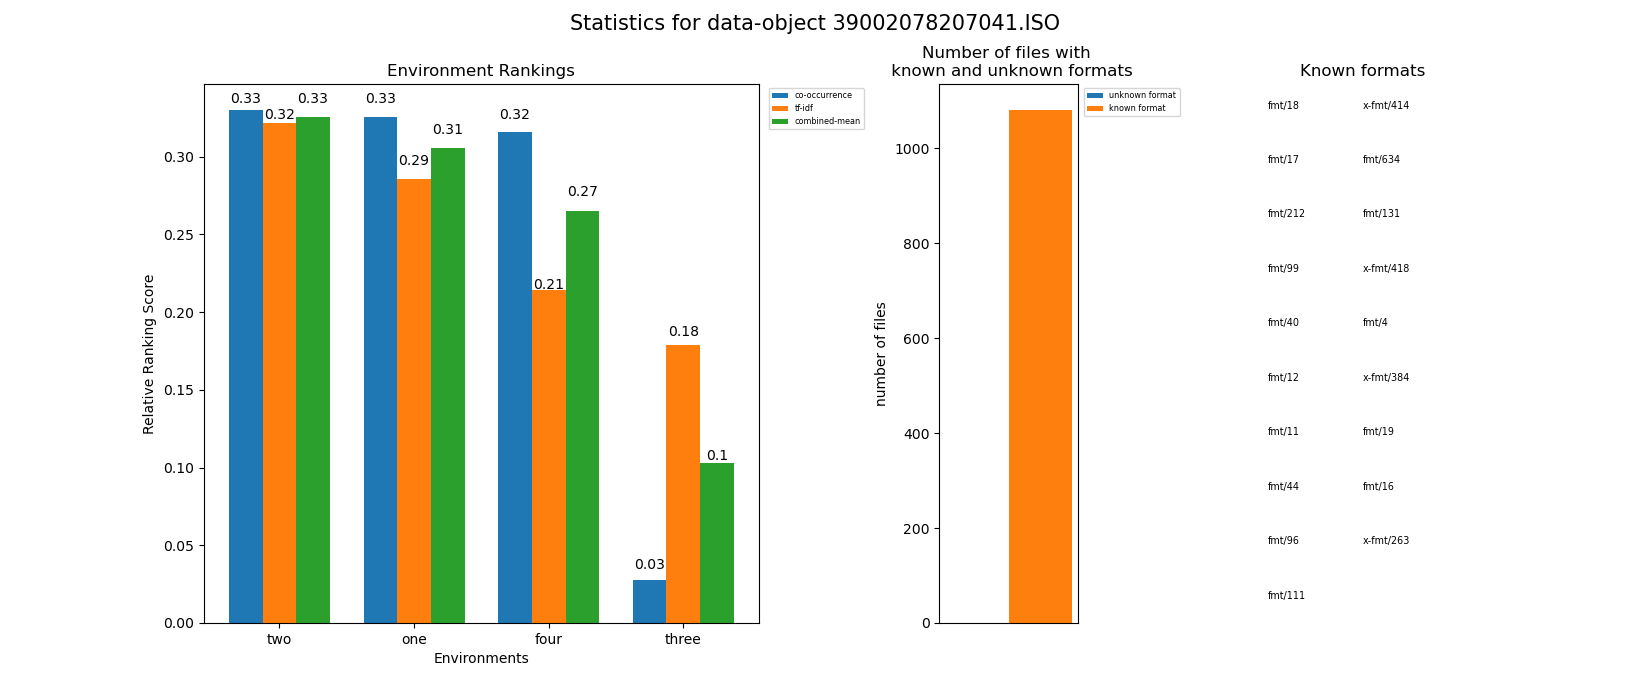 Statistics for data-object 39002078207041.ISO
Environment Rankings
0.33
0.32
0.33
0.33
0.29
0.31
0.32
0.21
0.27
0.03
0.18
0.1
0.30
0.25
0.20
0.15
0.10
0.05
0.00
Relative Ranking Score
two
one
four
three
Environments
co-occurrence
tf-idf
combined-mean
Number of files with
known and unknown formats
1000
800
600
400
200
0
number of files
unknown format
known format
Known formats
fmt/18 x-fmt/414
fmt/17 fmt/634
fmt/212 fmt/131
fmt/99 x-fmt/418
fmt/40 fmt/4
fmt/12 x-fmt/384
fmt/11 fmt/19
fmt/44 fmt/16
fmt/96 x-fmt/263
fmt/111